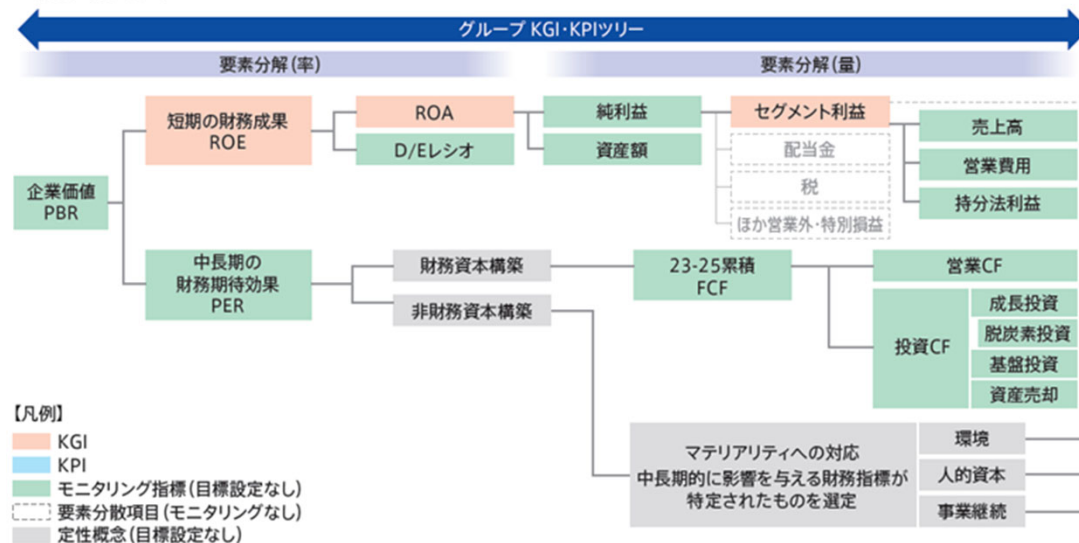 グループ KGI・KPIツリー
要素分解(率)
要素分解(量)
短期の財務成果
ROE
ROA
D/Eレシオ
純利益
資産額
セグメント利益
配当金
税
ほか営業外・特別損益
売上高
営業費用
持分法利益
企業価値
PBR
中長期の
財務期待効果
PER
財務資本構築
非財務資本構築
23-25累積
FCF
営業CF
投資CF
成長投資
脱炭素投資
基盤投資
資産売却
マテリアリティへの対応
中長期的に影響を与える財務指標が
特定されたものを選定
環境
人的資本
事業継続
【凡例】
KGI
KPI
モニタリング指標(目標設定なし)
要素分散項目(モニタリングなし)
定性概念(目標設定なし)